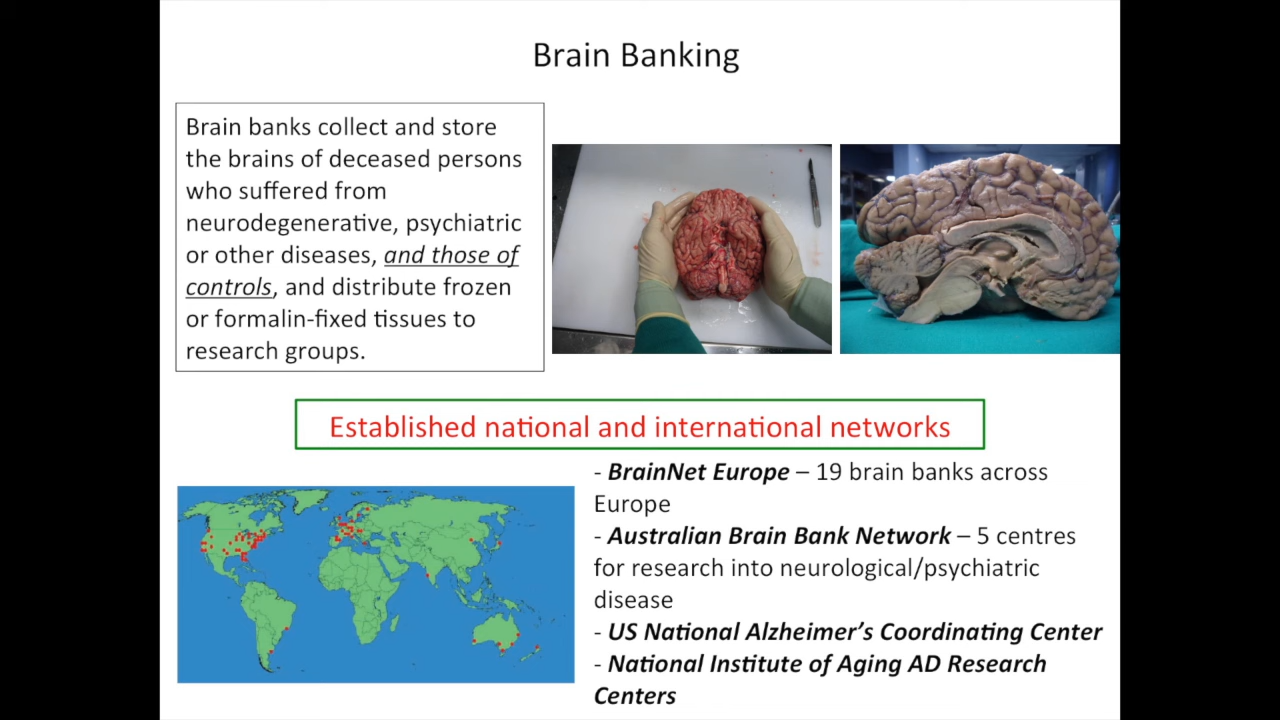 Brain Banking
Brain banks collect and store
the brains of deceased persons
who suffered from
neurodegenerative, psychiatric
or other diseases, and those of
controls, and distribute frozen
or formalin-fixed tissues to
research groups.
Established national and international networks
- BrainNet Europe – 19 brain banks across
Europe
- Australian Brain Bank Network – 5 centres
for research into neurological/psychiatric
disease
- US National Alzheimer’s Coordinating Center
- National Institute of Aging AD Research
Centers